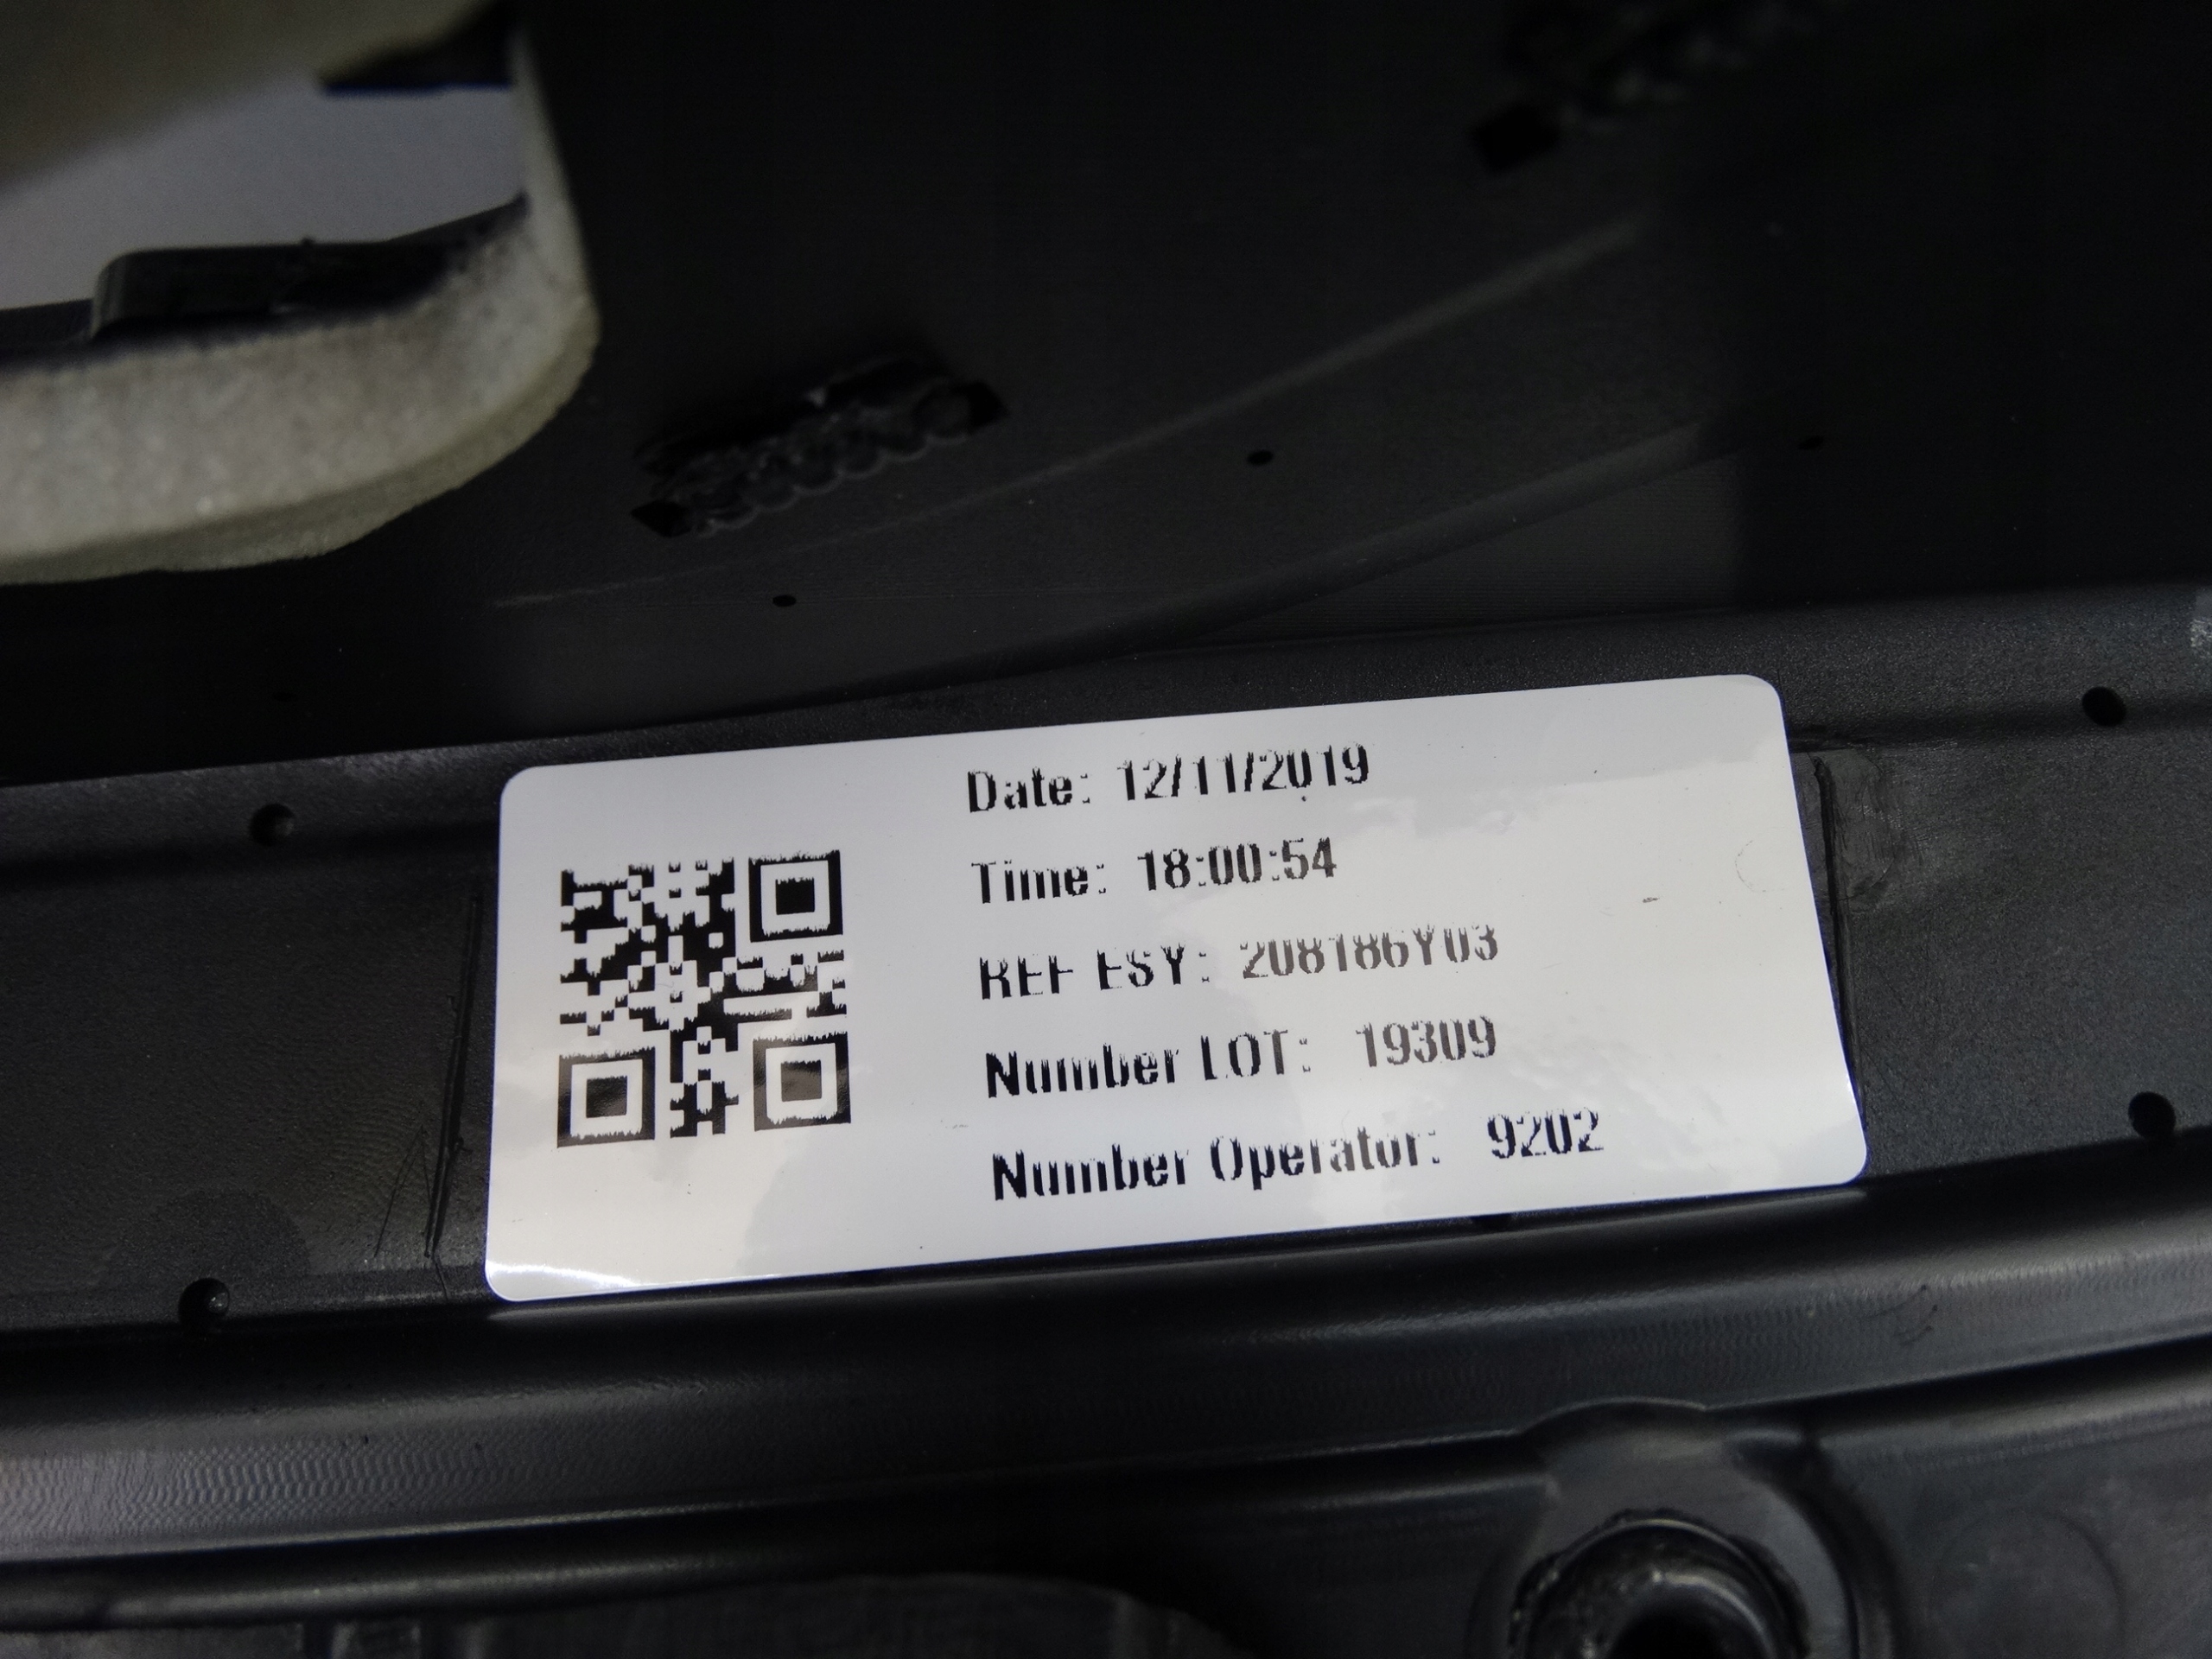 Date: 12/11/2019
Time: 18:00:54
REF ESY: 208186Y03
Number LOT: 19309
Number Operator: 9202